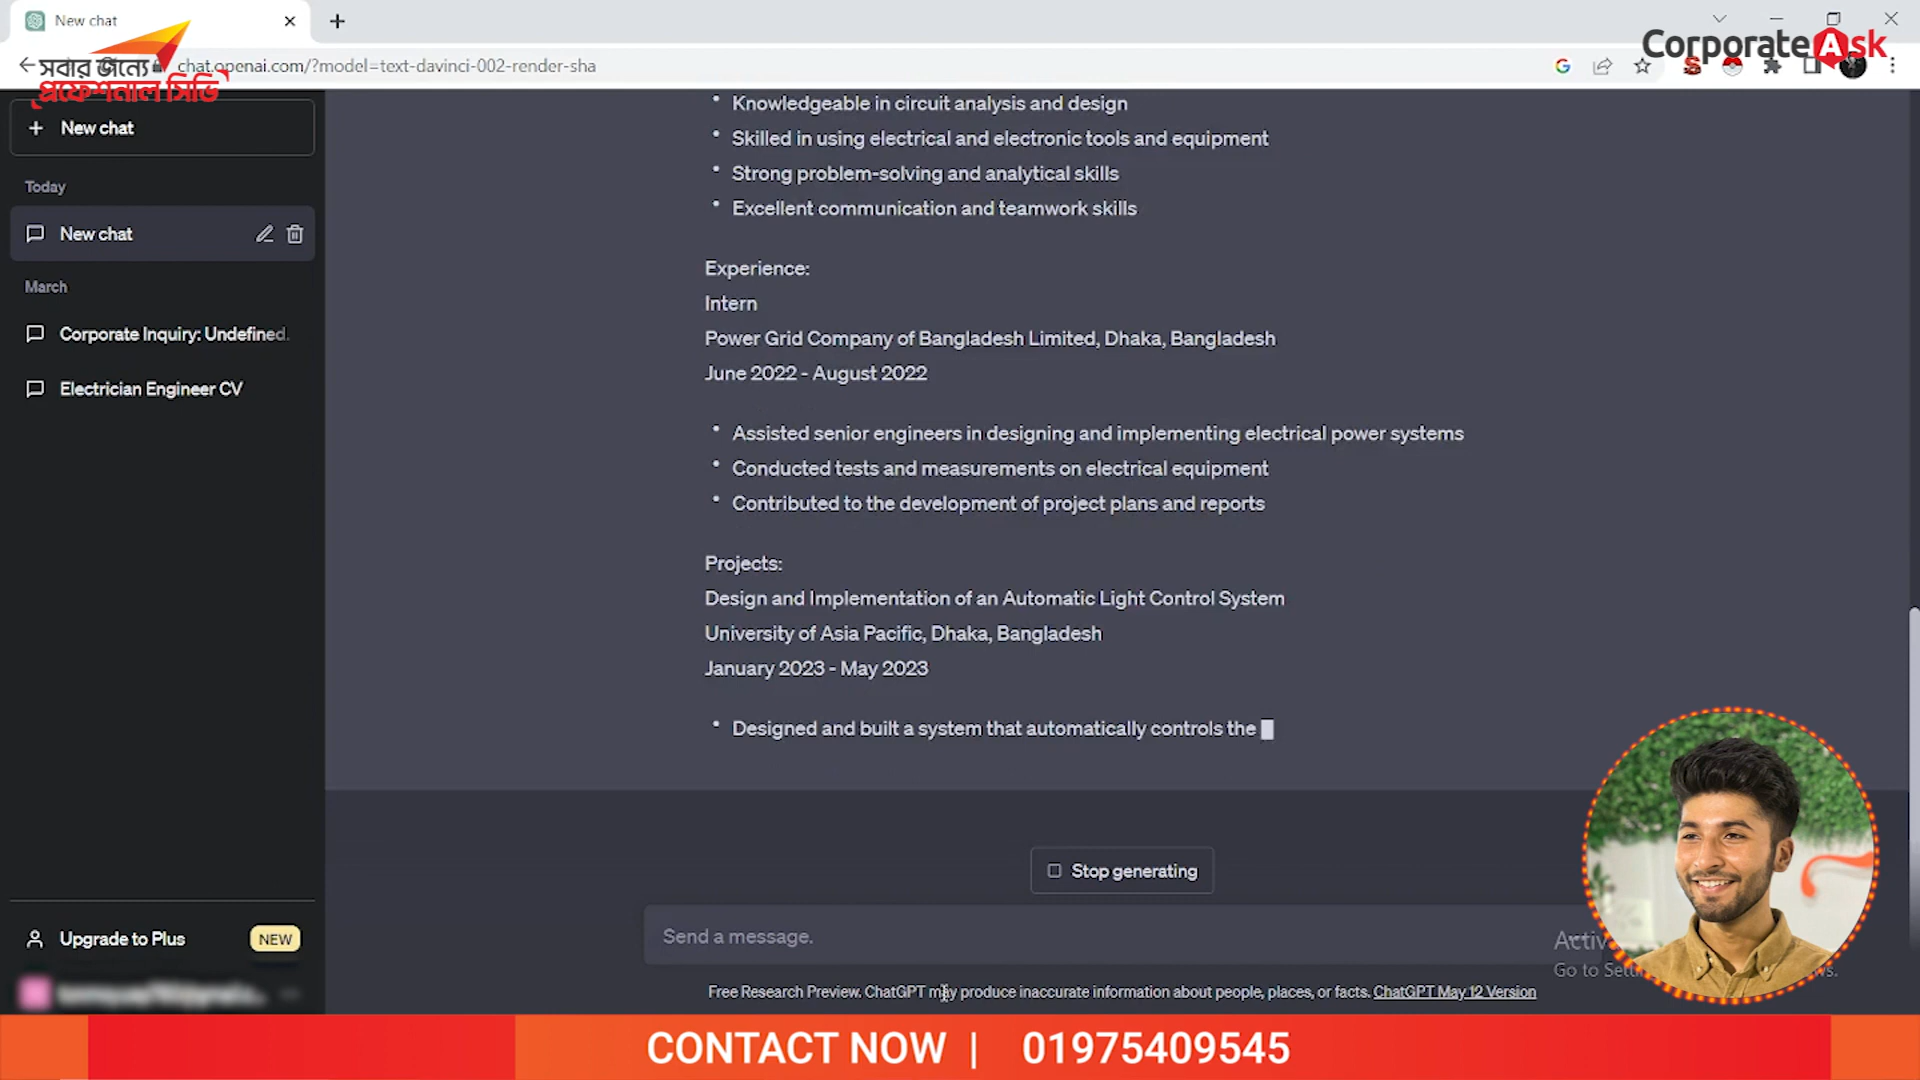 New chat
CorporateAsk
সবার জন্যে
প্রফেশনাল সিভি
chat.openai.com/?model=text-davinci-002-render-sha
New chat
Today
New chat
March
Corporate Inquiry: Undefined.
Electrician Engineer CV
Knowledgeable in circuit analysis and design
Skilled in using electrical and electronic tools and equipment
Strong problem-solving and analytical skills
Excellent communication and teamwork skills
Experience:
Intern
Power Grid Company of Bangladesh Limited, Dhaka, Bangladesh
June 2022 - August 2022
Assisted senior engineers in designing and implementing electrical power systems
Conducted tests and measurements on electrical equipment
Contributed to the development of project plans and reports
Projects:
Design and Implementation of an Automatic Light Control System
University of Asia Pacific, Dhaka, Bangladesh
January 2023 - May 2023
Designed and built a system that automatically controls the
Stop generating
Send a message.
Upgrade to Plus NEW
Go to
Free Research Preview. ChatGPT may produce inaccurate information about people, places, or facts. ChatGPT May 12 Version
CONTACT NOW | 01975409545